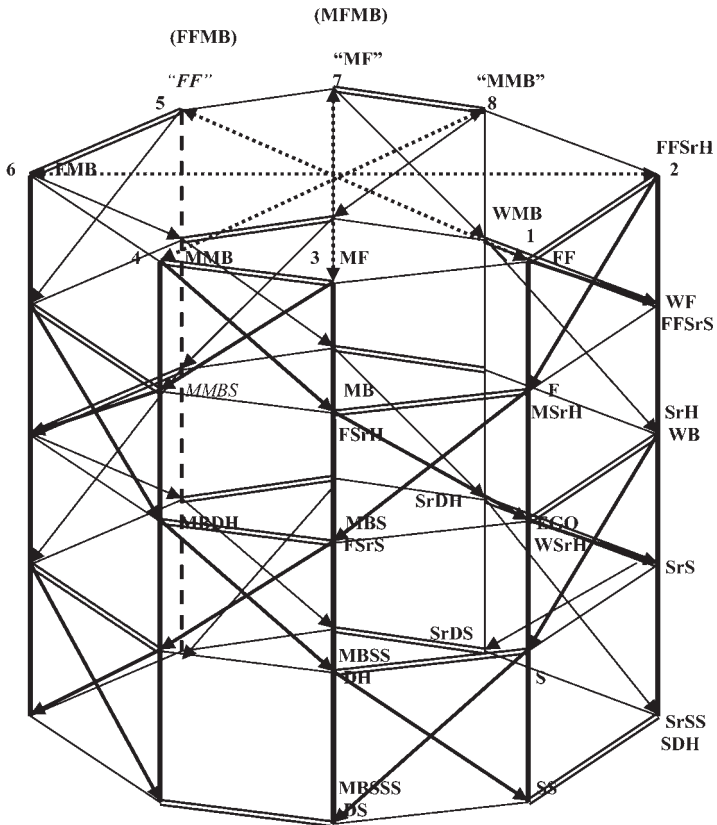 (MFMB)
(FFMB)
"MF"
"FF"
7
"MMB"
5
8
FFSrH
6
FMB
2
WMB
1
4
MMB
3
MF
FF
WF
FFSrS
MMBS
MB
F
FSrH
MSrH
SrH
WB
SrDH
MBDH
MBS
EGO
FSrS
WSrH
SrS
SrDS
MBSS
DH
S
SrSS
SDH
MBSSS
SS
DS